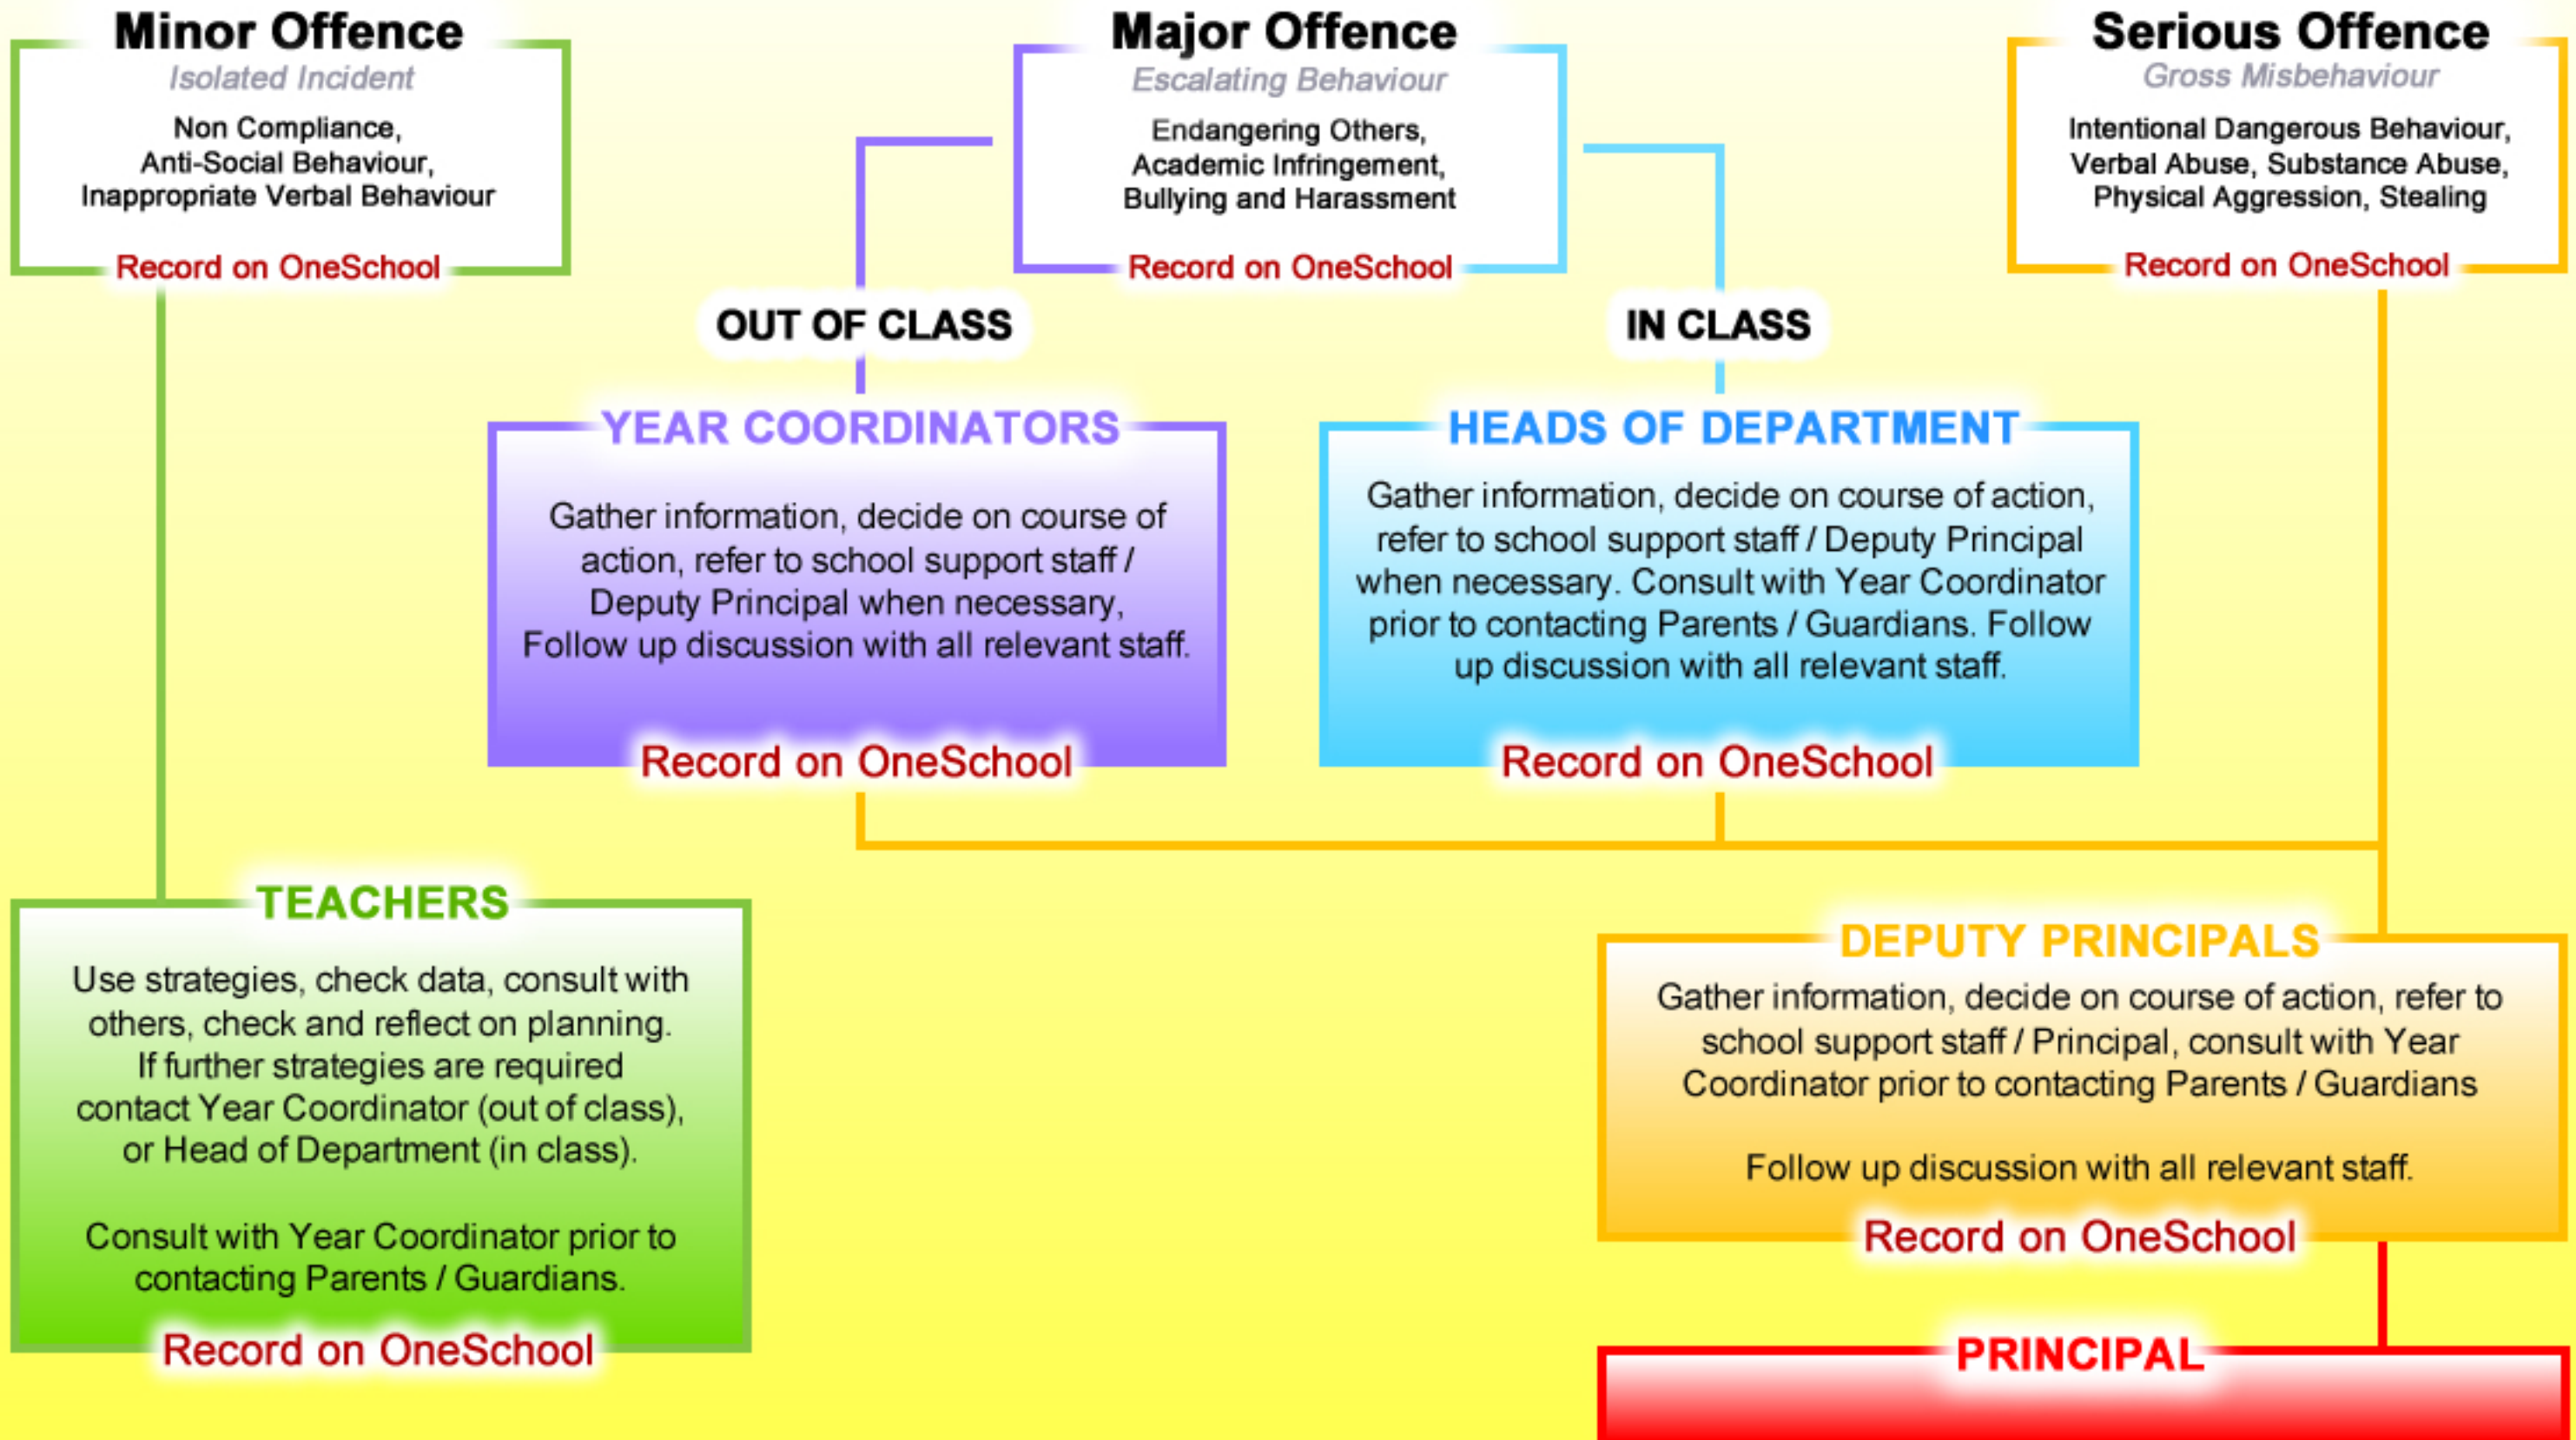 Minor Offence
Isolated Incident
Non Compliance,
Anti-Social Behaviour,
Inappropriate Verbal Behaviour
Record on OneSchool
Major Offence
Escalating Behaviour
Endangering Others,
Academic Infringement,
Bullying and Harassment
Record on OneSchool
Serious Offence
Gross Misbehaviour
Intentional Dangerous Behaviour,
Verbal Abuse, Substance Abuse,
Physical Aggression, Stealing
Record on OneSchool
OUT OF CLASS
IN CLASS
YEAR COORDINATORS
Gather information, decide on course of
action, refer to school support staff /
Deputy Principal when necessary,
Follow up discussion with all relevant staff.
Record on OneSchool
HEADS OF DEPARTMENT
Gather information, decide on course of action,
refer to school support staff / Deputy Principal
when necessary. Consult with Year Coordinator
prior to contacting Parents / Guardians. Follow
up discussion with all relevant staff.
Record on OneSchool
TEACHERS
Use strategies, check data, consult with
others, check and reflect on planning.
If further strategies are required
contact Year Coordinator (out of class),
or Head of Department (in class).
Consult with Year Coordinator prior to
contacting Parents / Guardians.
Record on OneSchool
DEPUTY PRINCIPALS
Gather information, decide on course of action, refer to
school support staff / Principal, consult with Year
Coordinator prior to contacting Parents / Guardians
Follow up discussion with all relevant staff.
Record on OneSchool
PRINCIPAL